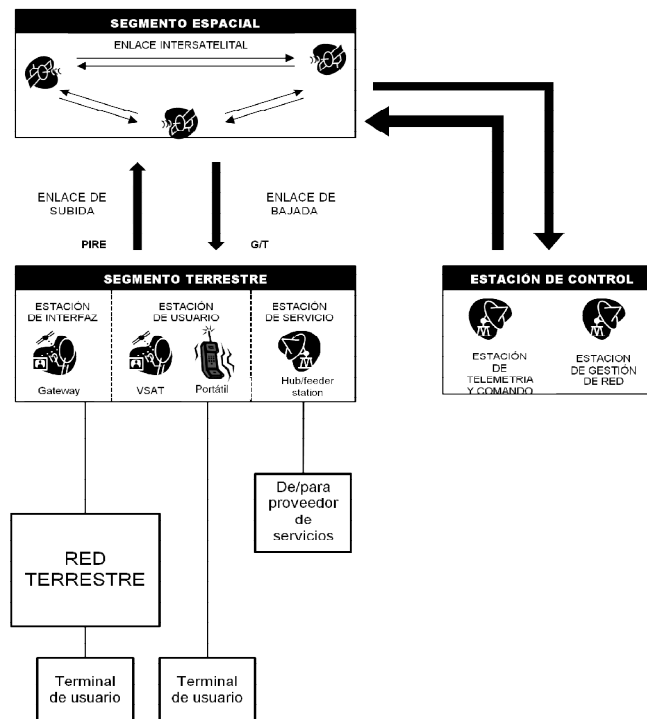 SEGMENTO ESPACIAL
ENLACE INTERSATELITAL
ENLACE DE
SUBIDA
PIRE
ENLACE DE
BAJADA
G/T
SEGMENTO TERRESTRE
ESTACIÓN
DE INTERFAZ
Gateway
ESTACIÓN
DE USUARIO
VSAT
Portátil
ESTACIÓN
DE SERVICIO
Hub/feeder
station
ESTACIÓN DE CONTROL
ESTACIÓN
DE
TELEMETRIA
Y COMANDO
ESTACION
DE GESTIÓN
DE RED
De/para
proveedor
de
servicios
RED
TERRESTRE
Terminal
de usuario
Terminal
de usuario